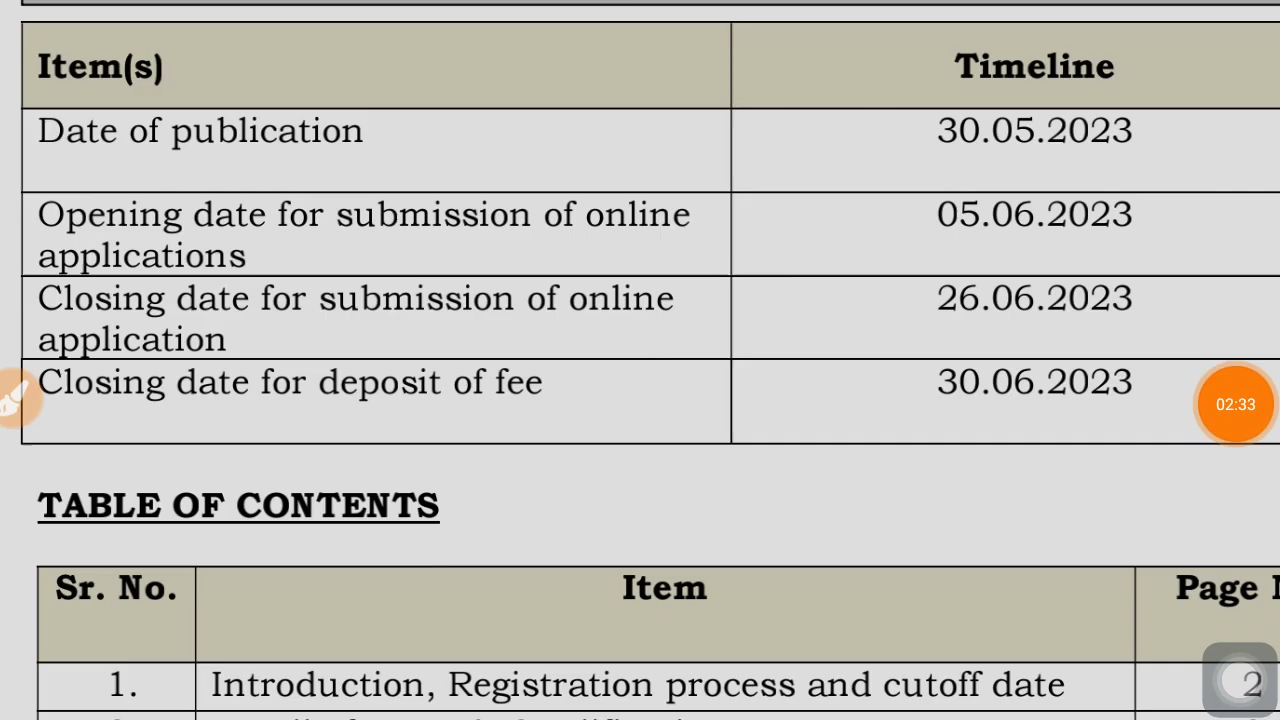 Item(s) Timeline
Date of publication 30.05.2023
Opening date for submission of online 05.06.2023
applications
Closing date for submission of online 26.06.2023
application
Closing date for deposit of fee 30.06.2023
02:33
TABLE OF CONTENTS
Sr. No. Item Page
1. Introduction, Registration process and cutoff date 2